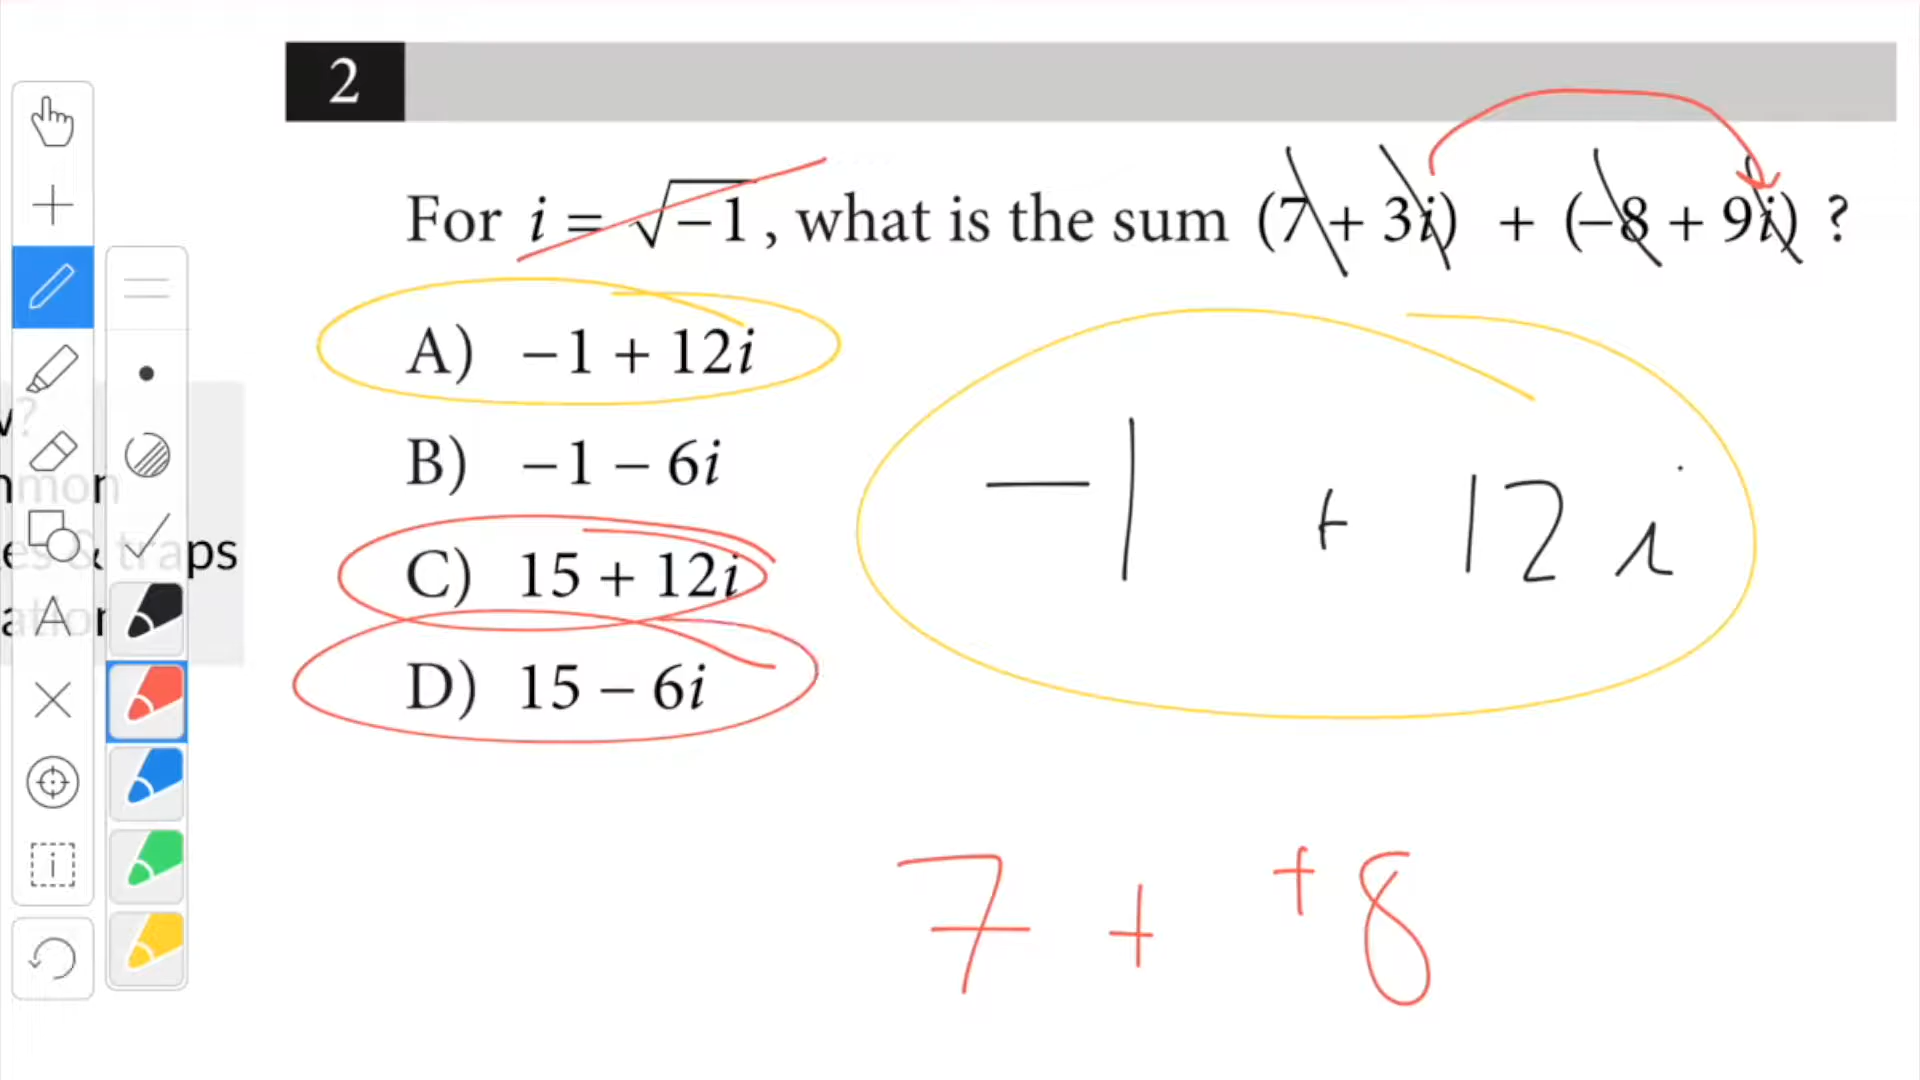 2
For i = √−1, what is the sum (7 + 3i) + (−8 + 9i) ?
A) −1 + 12i
B) −1 − 6i
C) 15 + 12i
D) 15 − 6i
−1 + 12i
7 + +8
A
i
ps